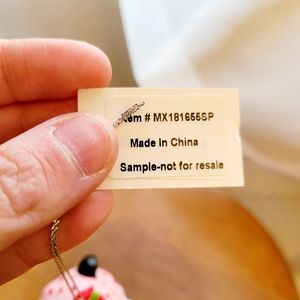 Item # MX181655SP
Made In China
Sample-not for resale